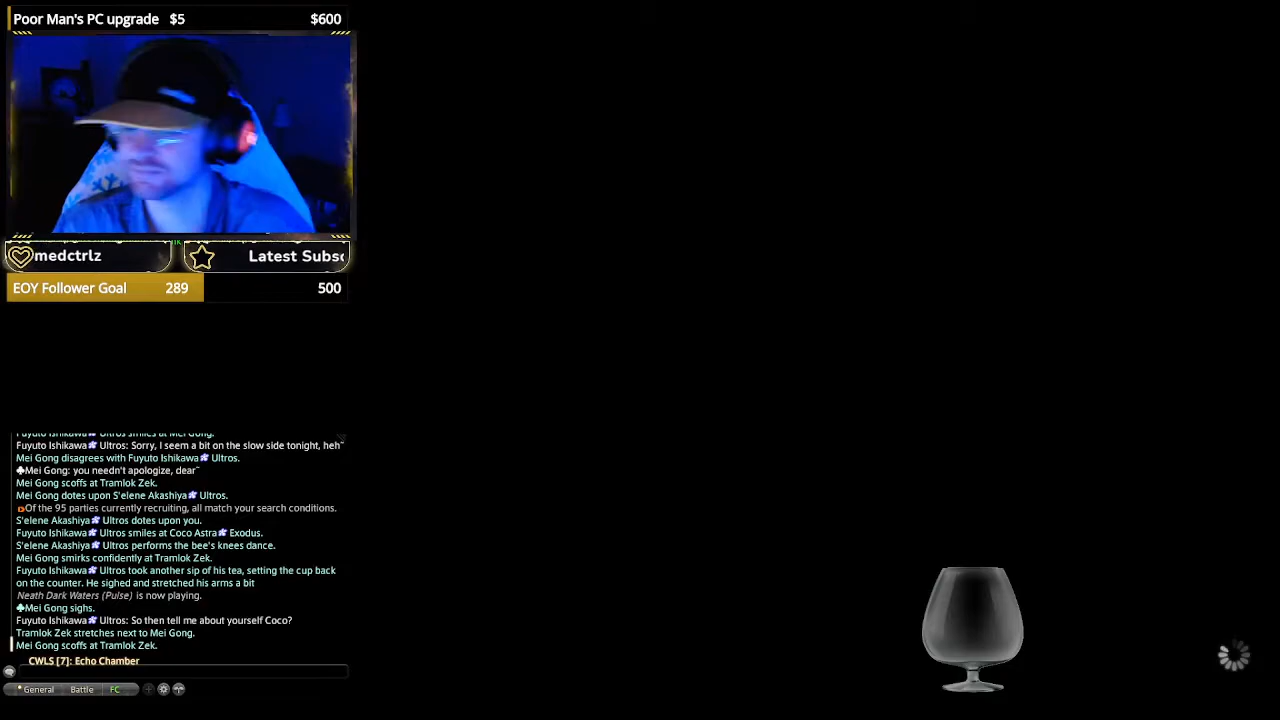 Poor Man's PC upgrade $5 $600
medctrlz
Latest Subs
EOY Follower Goal 289 500
Fuyuto Ishikawa Ultros smiles at Mei Gong.
Fuyuto Ishikawa Ultros: Sorry, I seem a bit on the slow side tonight, heh~
Mei Gong disagrees with Fuyuto Ishikawa Ultros.
♣Mei Gong: you needn't apologize, dear~
Mei Gong scoffs at Tramlok Zek.
Mei Gong dotes upon S'elene Akashiya Ultros.
Of the 95 parties currently recruiting, all match your search conditions.
S'elene Akashiya Ultros dotes upon you.
Fuyuto Ishikawa Ultros smiles at Coco Astra Exodus.
S'elene Akashiya Ultros performs the bee's knees dance.
Mei Gong smirks confidently at Tramlok Zek.
Fuyuto Ishikawa Ultros took another sip of his tea, setting the cup back
on the counter. He sighed and stretched his arms a bit
Neath Dark Waters (Pulse) is now playing.
♣Mei Gong sighs.
Fuyuto Ishikawa Ultros: So then tell me about yourself Coco?
Tramlok Zek stretches next to Mei Gong.
Mei Gong scoffs at Tramlok Zek.
CWLS [7]: Echo Chamber
General Battle FC